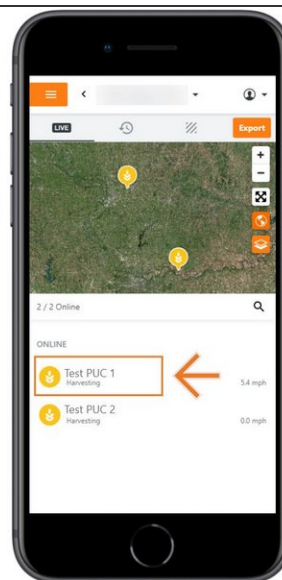 LIVE
Export
2 / 2 Online
ONLINE
Test PUC 1
Harvesting
5.4 mph
Test PUC 2
Harvesting
0.0 mph